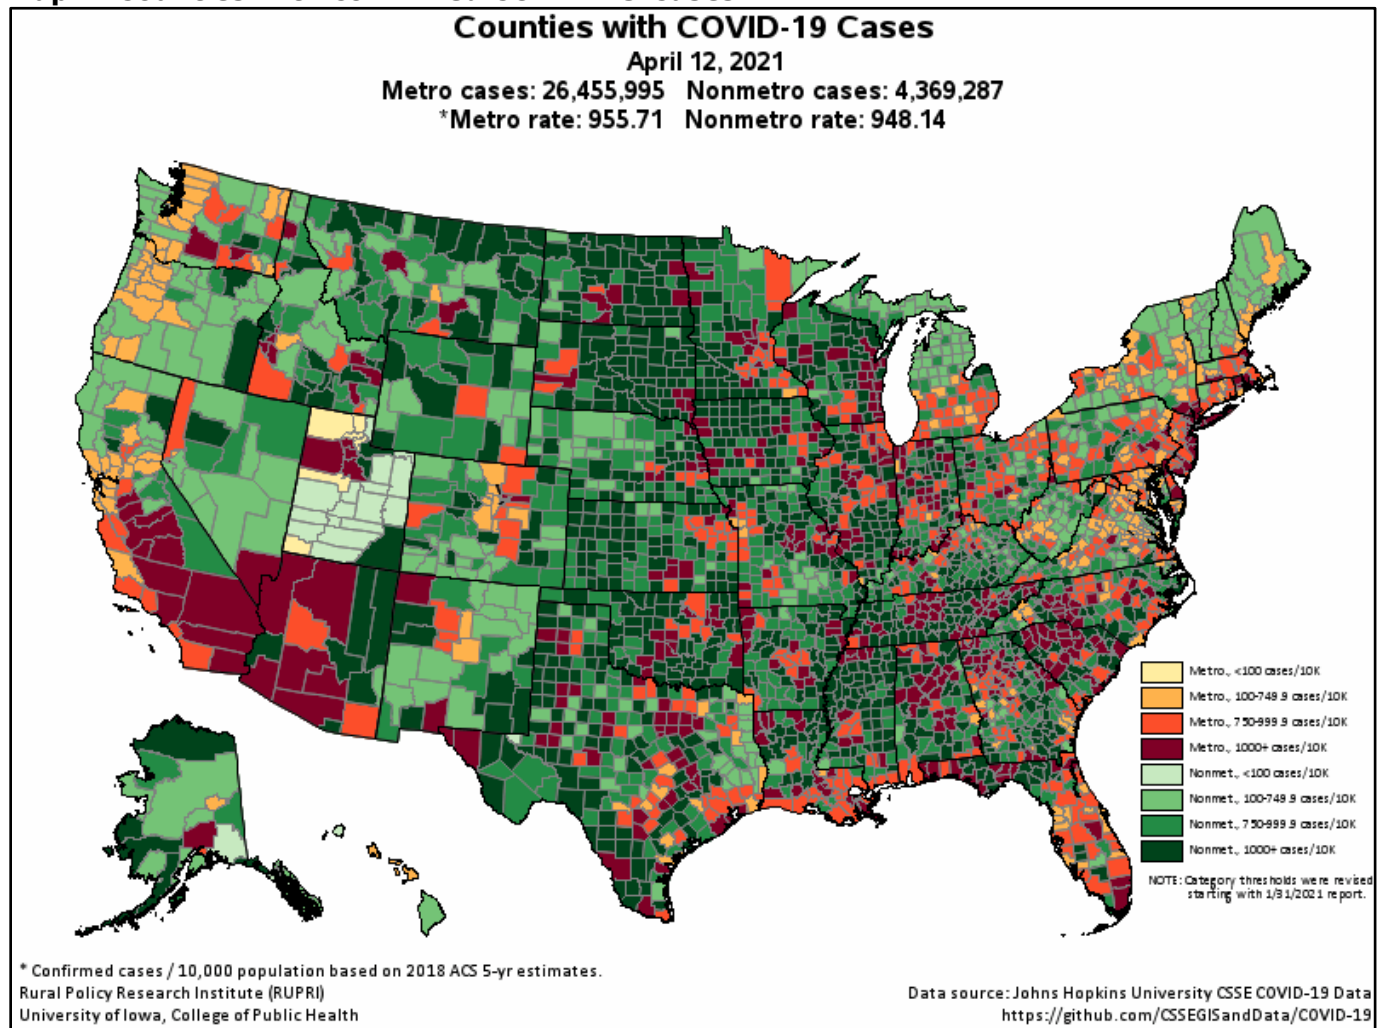 Counties with COVID-19 Cases
April 12, 2021
Metro cases: 26,455,995 Nonmetro cases: 4,369,287
*Metro rate: 955.71 Nonmetro rate: 948.14
Metro., <100 cases/10K
Metro., 100-749.9 cases/10K
Metro., 750-999.9 cases/10K
Metro., 1000+ cases/10K
Nonmet., <100 cases/10K
Nonmet., 100-749.9 cases/10K
Nonmet., 750-999.9 cases/10K
Nonmet., 1000+ cases/10K
NOTE: Category thresholds were revised
starting with 1/31/2021 report.
* Confirmed cases / 10,000 population based on 2018 ACS 5-yr estimates.
Rural Policy Research Institute (RUPRI)
University of Iowa, College of Public Health
Data source: Johns Hopkins University CSSE COVID-19 Data
https://github.com/CSSEGISandData/COVID-19